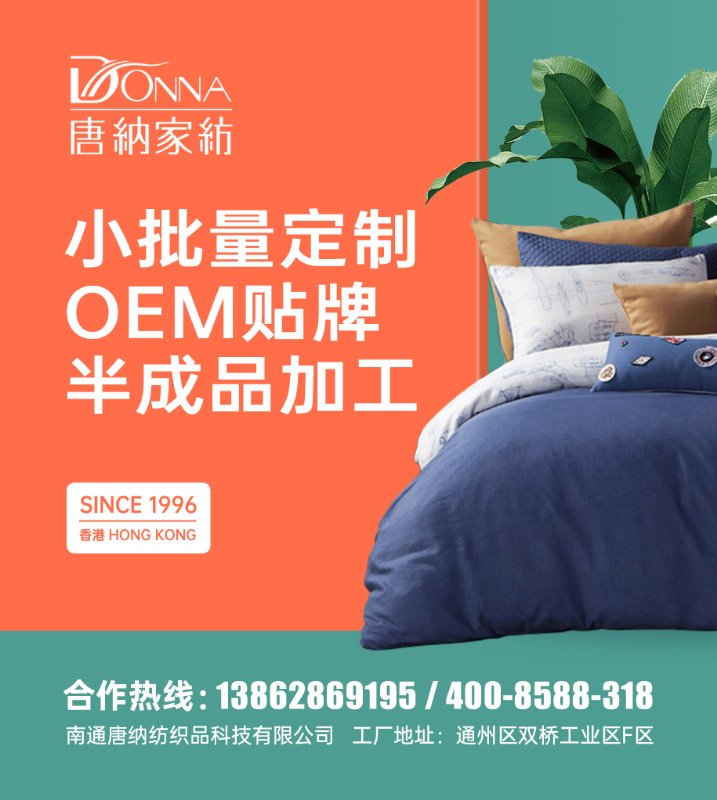 DONNA
唐納家紡
小批量定制
OEM贴牌
半成品加工
SINCE 1996
香港 HONG KONG
合作热线：13862869195 / 400-8588-318
南通唐纳纺织品科技有限公司 工厂地址：通州区双桥工业区F区